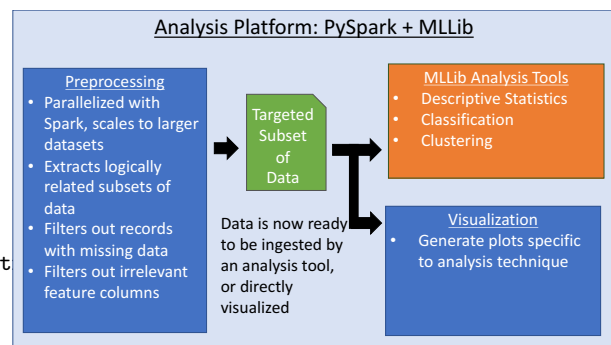 Analysis Platform: PySpark + MLLib
Preprocessing
• Parallelized with
Spark, scales to larger
datasets
• Extracts logically
related subsets of
data
• Filters out records
with missing data
• Filters out irrelevant
feature columns
t
Targeted
Subset
of
Data
Data is now ready
to be ingested by
an analysis tool,
or directly
visualized
MLLib Analysis Tools
• Descriptive Statistics
• Classification
• Clustering
Visualization
• Generate plots specific
to analysis technique